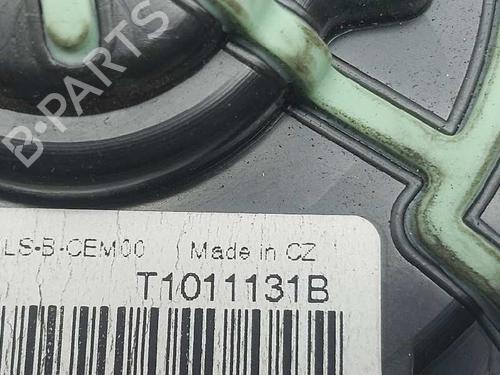 B-PARTS
LS-B-CEM00 Made in CZ
T1011131B